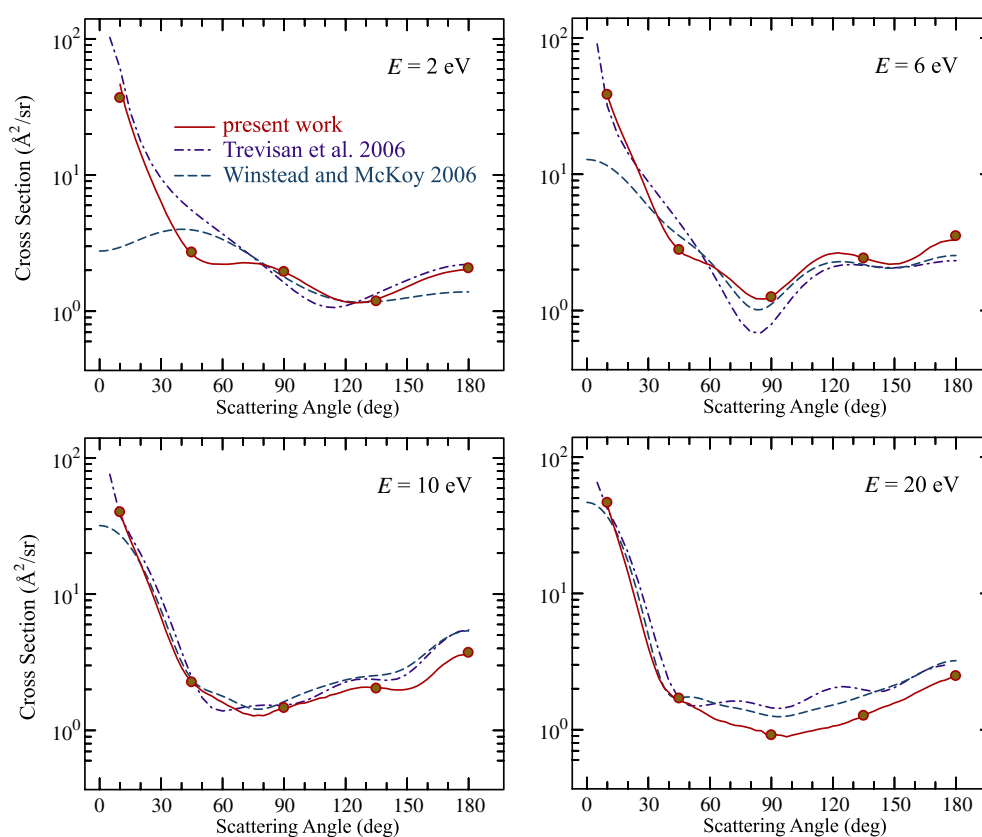 10²
10¹
10⁰
Cross Section (Å²/sr)
E = 2 eV
present work
Trevisan et al. 2006
Winstead and McKoy 2006
0 30 60 90 120 150 180
Scattering Angle (deg)
10²
10¹
10⁰
E = 6 eV
0 30 60 90 120 150 180
Scattering Angle (deg)
10²
10¹
10⁰
Cross Section (Å²/sr)
E = 10 eV
0 30 60 90 120 150 180
Scattering Angle (deg)
10²
10¹
10⁰
E = 20 eV
0 30 60 90 120 150 180
Scattering Angle (deg)